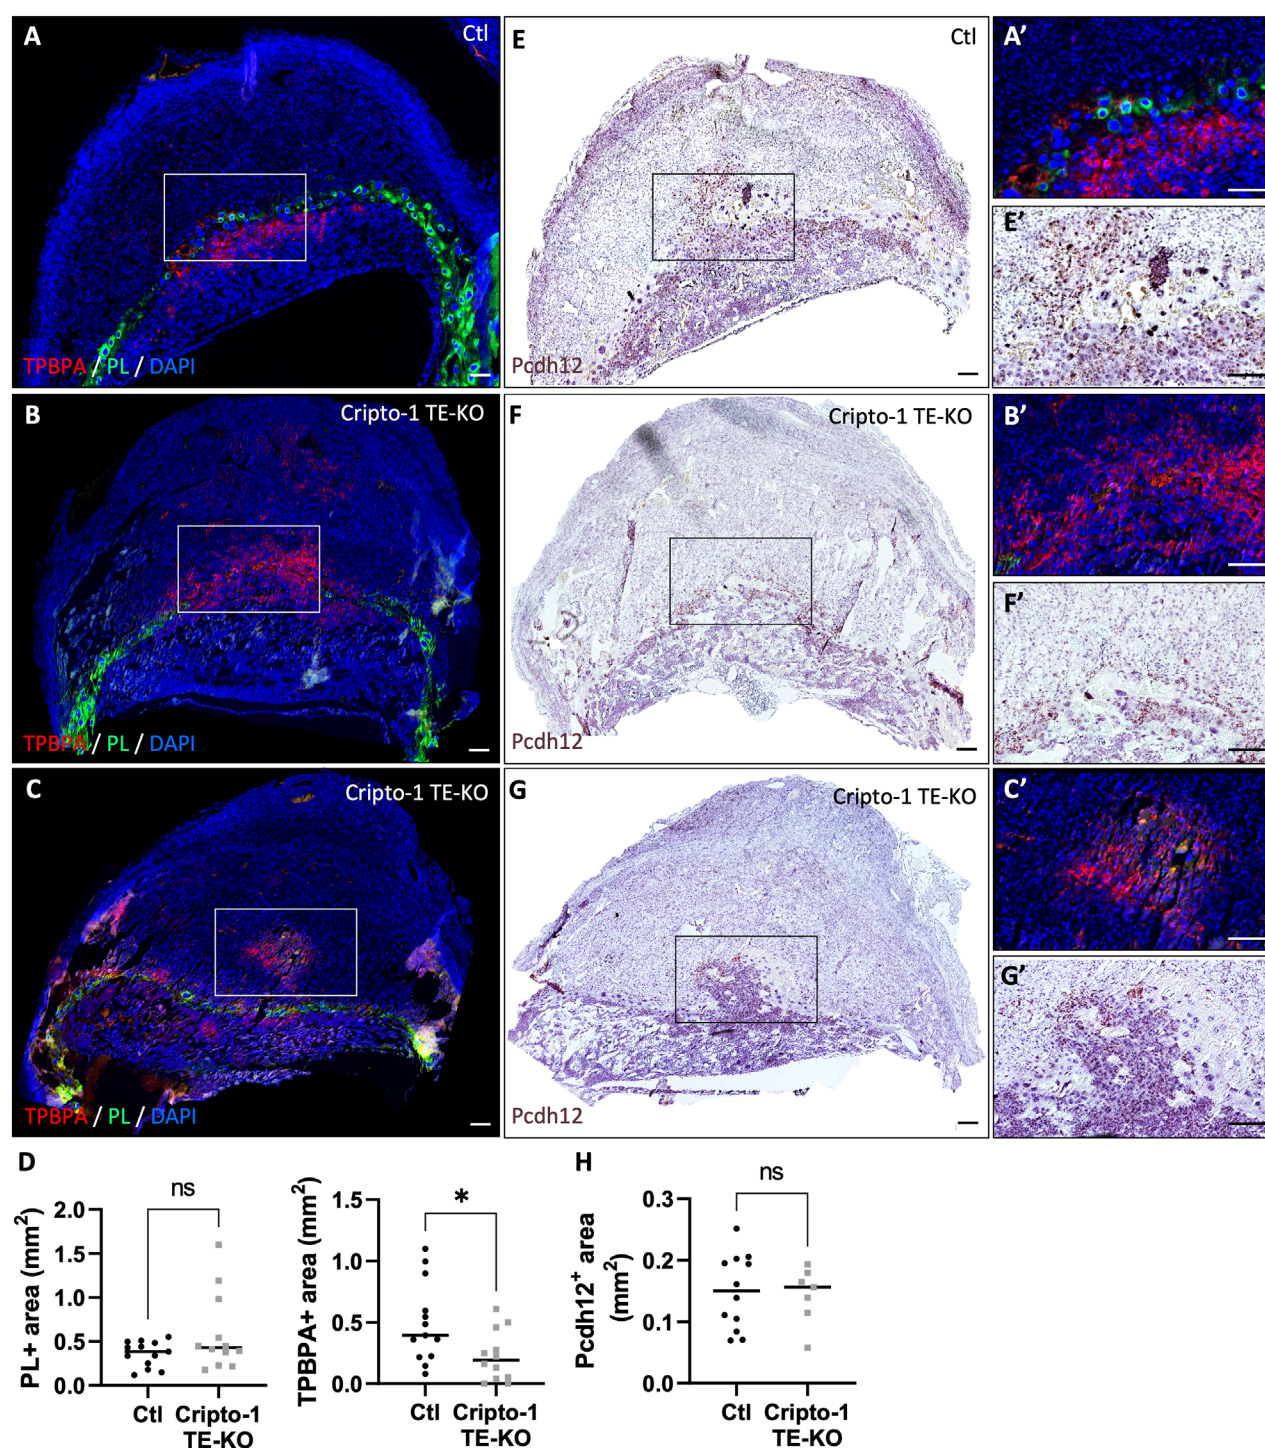 A
Ctl
TPBPA / PL / DAPI
E
Ctl
Pcdh12
A’
E’
B
Cripto-1 TE-KO
TPBPA / PL / DAPI
F
Cripto-1 TE-KO
Pcdh12
B’
F’
C
Cripto-1 TE-KO
TPBPA / PL / DAPI
G
Cripto-1 TE-KO
Pcdh12
C’
G’
D
PL+ area (mm²)
2.0
1.5
1.0
0.5
0.0
ns
Ctl
Cripto-1
TE-KO
TPBPA+ area (mm²)
1.5
1.0
0.5
0.0
*
Ctl
Cripto-1
TE-KO
H
Pcdh12⁺ area
(mm²)
0.3
0.2
0.1
0.0
ns
Ctl
Cripto-1
TE-KO